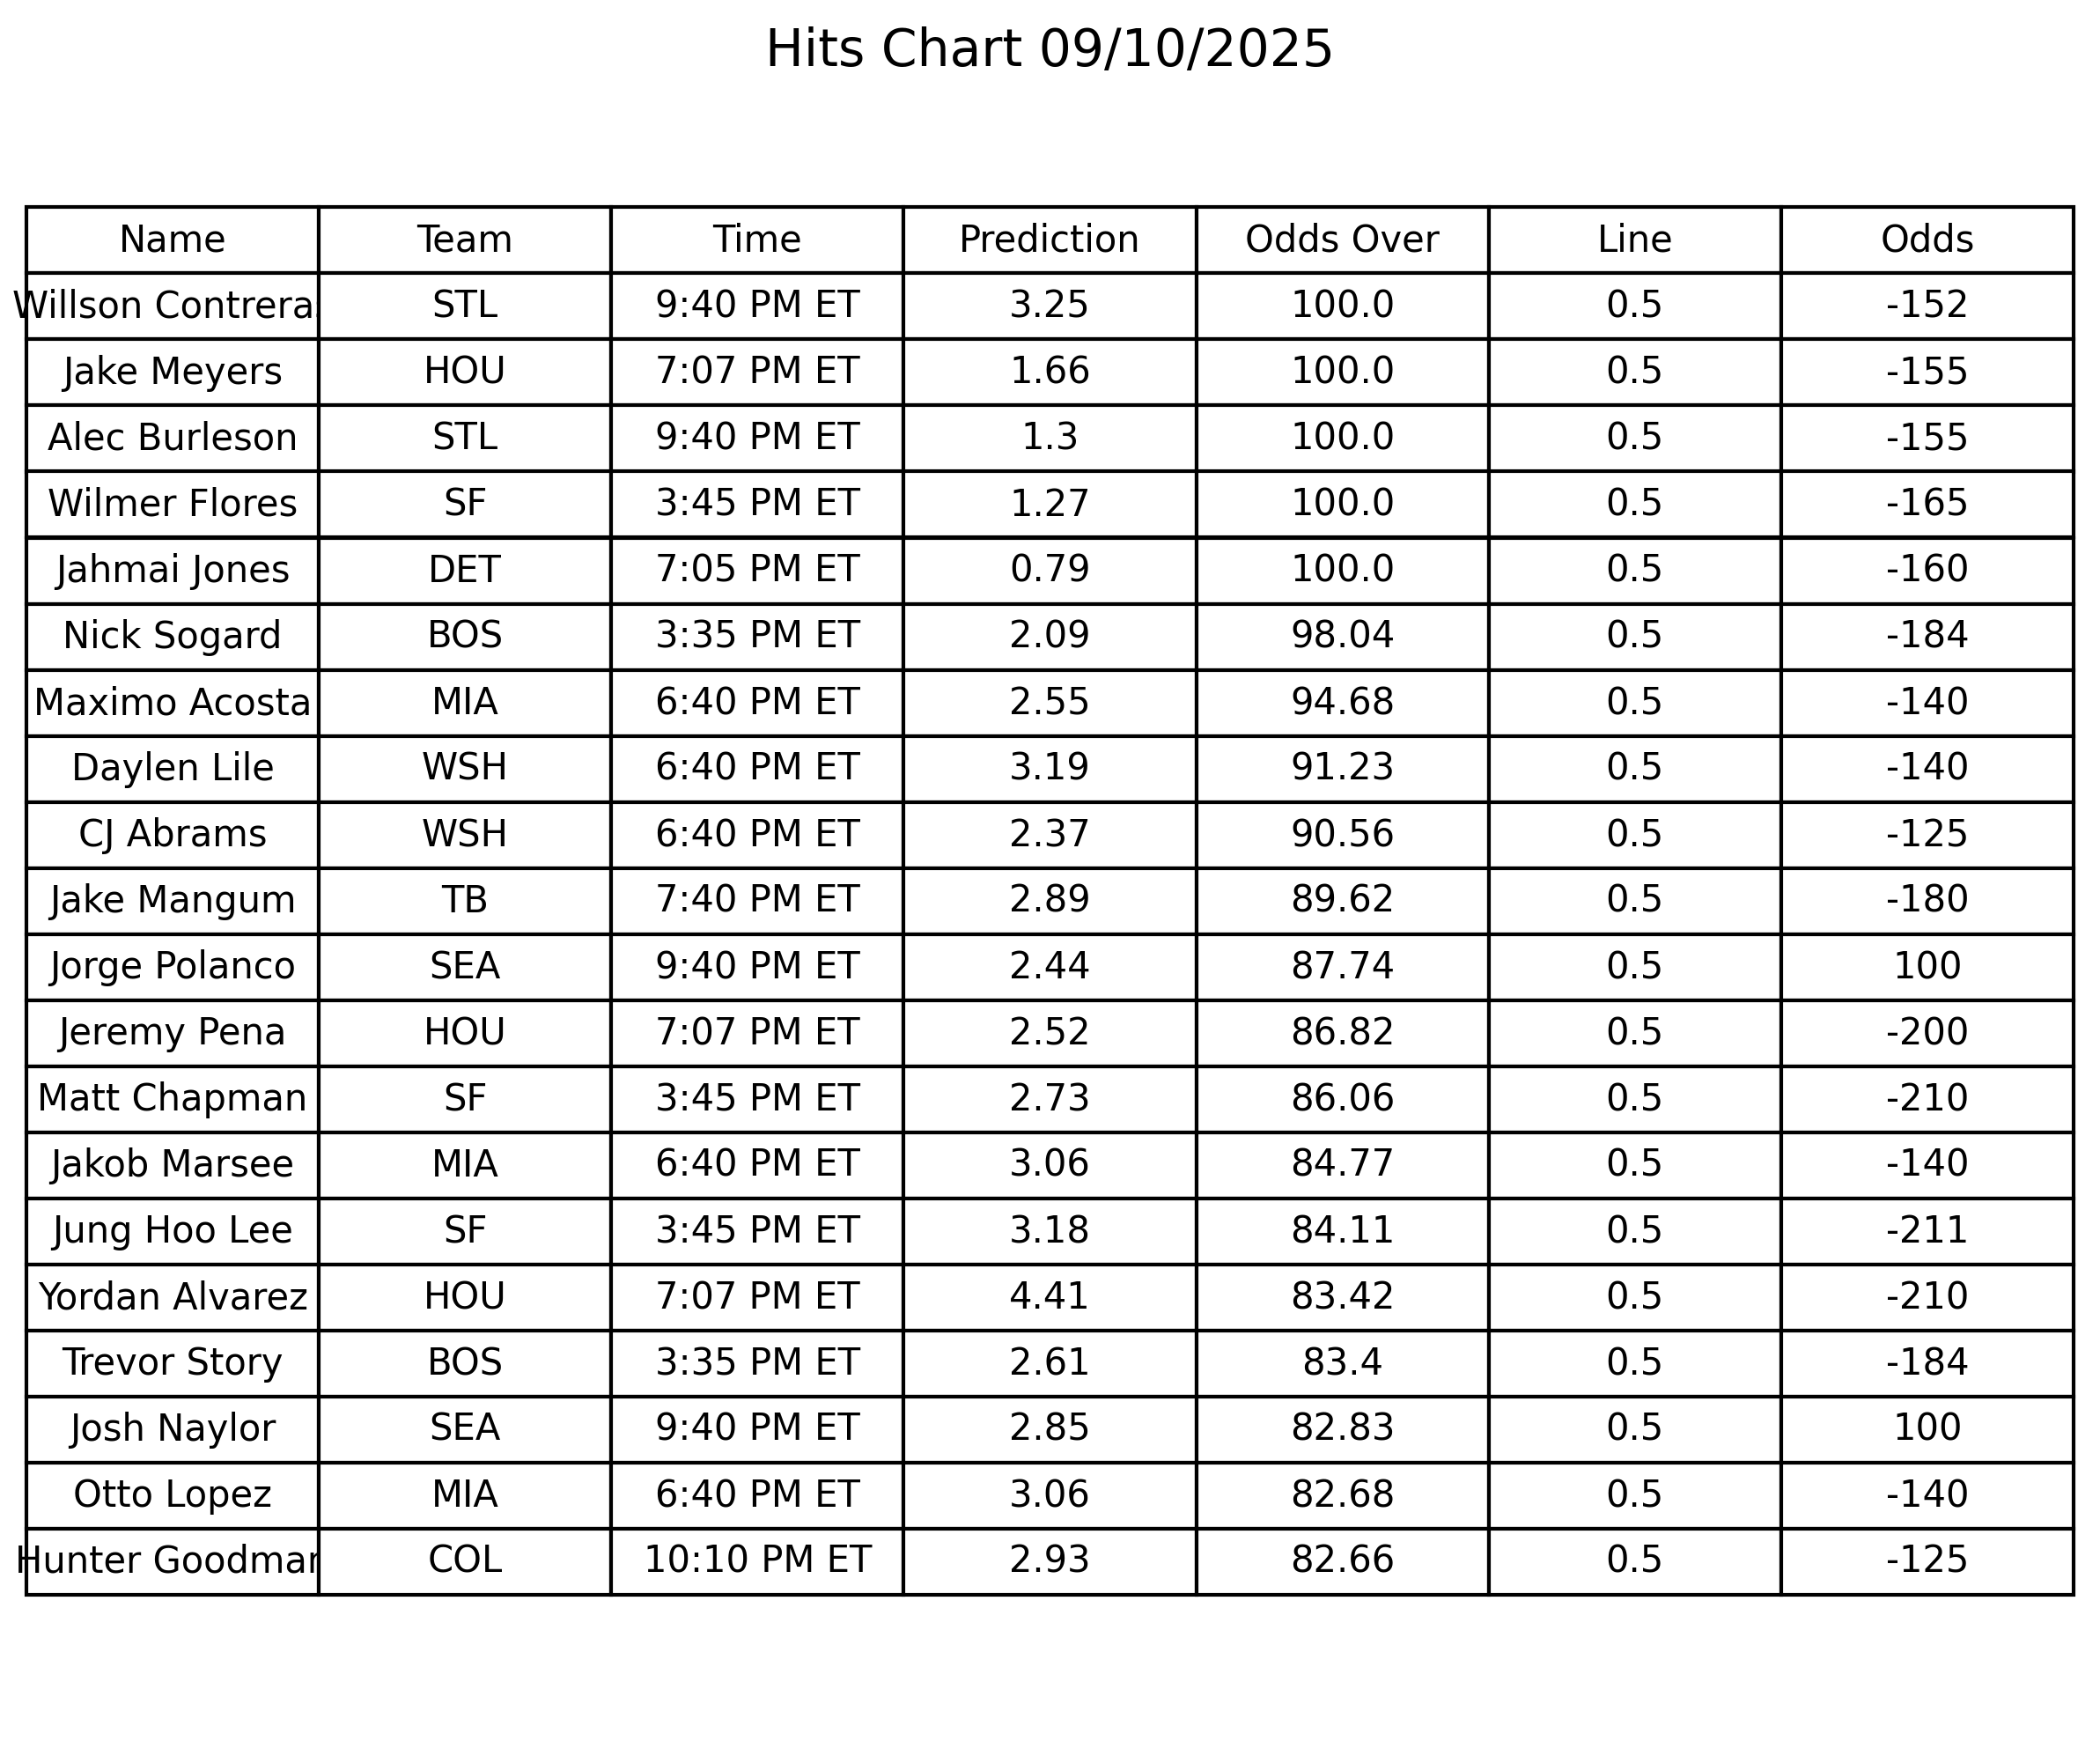 Hits Chart 09/10/2025
Name Team Time Prediction Odds Over Line Odds
Willson Contreras STL 9:40 PM ET 3.25 100.0 0.5 -152
Jake Meyers HOU 7:07 PM ET 1.66 100.0 0.5 -155
Alec Burleson STL 9:40 PM ET 1.3 100.0 0.5 -155
Wilmer Flores SF 3:45 PM ET 1.27 100.0 0.5 -165
Jahmai Jones DET 7:05 PM ET 0.79 100.0 0.5 -160
Nick Sogard BOS 3:35 PM ET 2.09 98.04 0.5 -184
Maximo Acosta MIA 6:40 PM ET 2.55 94.68 0.5 -140
Daylen Lile WSH 6:40 PM ET 3.19 91.23 0.5 -140
CJ Abrams WSH 6:40 PM ET 2.37 90.56 0.5 -125
Jake Mangum TB 7:40 PM ET 2.89 89.62 0.5 -180
Jorge Polanco SEA 9:40 PM ET 2.44 87.74 0.5 100
Jeremy Pena HOU 7:07 PM ET 2.52 86.82 0.5 -200
Matt Chapman SF 3:45 PM ET 2.73 86.06 0.5 -210
Jakob Marsee MIA 6:40 PM ET 3.06 84.77 0.5 -140
Jung Hoo Lee SF 3:45 PM ET 3.18 84.11 0.5 -211
Yordan Alvarez HOU 7:07 PM ET 4.41 83.42 0.5 -210
Trevor Story BOS 3:35 PM ET 2.61 83.4 0.5 -184
Josh Naylor SEA 9:40 PM ET 2.85 82.83 0.5 100
Otto Lopez MIA 6:40 PM ET 3.06 82.68 0.5 -140
Hunter Goodman COL 10:10 PM ET 2.93 82.66 0.5 -125